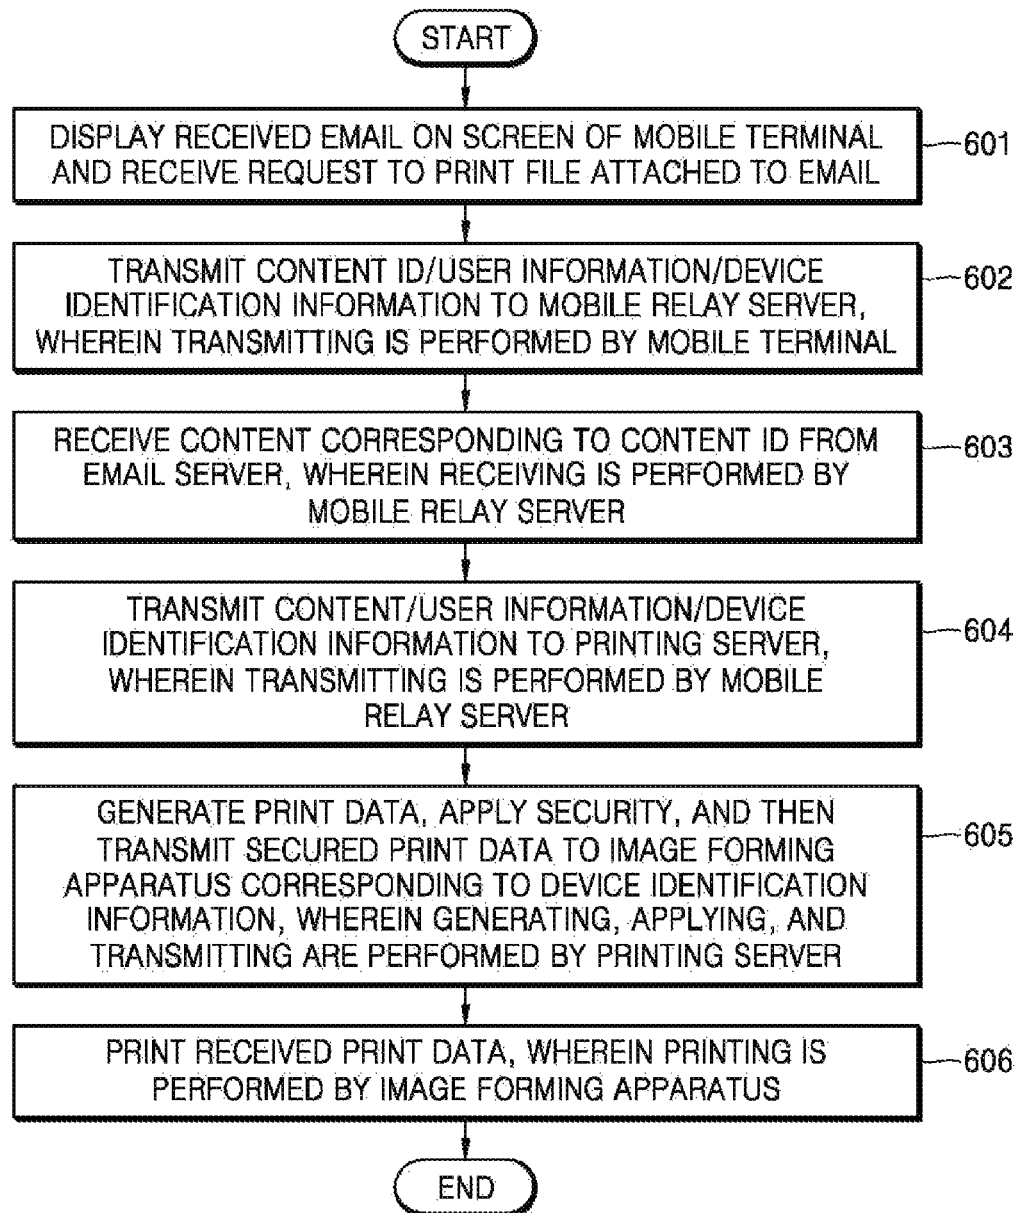 START
DISPLAY RECEIVED EMAIL ON SCREEN OF MOBILE TERMINAL
AND RECEIVE REQUEST TO PRINT FILE ATTACHED TO EMAIL
601
TRANSMIT CONTENT ID/USER INFORMATION/DEVICE
IDENTIFICATION INFORMATION TO MOBILE RELAY SERVER,
WHEREIN TRANSMITTING IS PERFORMED BY MOBILE TERMINAL
602
RECEIVE CONTENT CORRESPONDING TO CONTENT ID FROM
EMAIL SERVER, WHEREIN RECEIVING IS PERFORMED BY
MOBILE RELAY SERVER
603
TRANSMIT CONTENT/USER INFORMATION/DEVICE
IDENTIFICATION INFORMATION TO PRINTING SERVER,
WHEREIN TRANSMITTING IS PERFORMED BY MOBILE
RELAY SERVER
604
GENERATE PRINT DATA, APPLY SECURITY, AND THEN
TRANSMIT SECURED PRINT DATA TO IMAGE FORMING
APPARATUS CORRESPONDING TO DEVICE IDENTIFICATION
INFORMATION, WHEREIN GENERATING, APPLYING, AND
TRANSMITTING ARE PERFORMED BY PRINTING SERVER
605
PRINT RECEIVED PRINT DATA, WHEREIN PRINTING IS
PERFORMED BY IMAGE FORMING APPARATUS
606
END